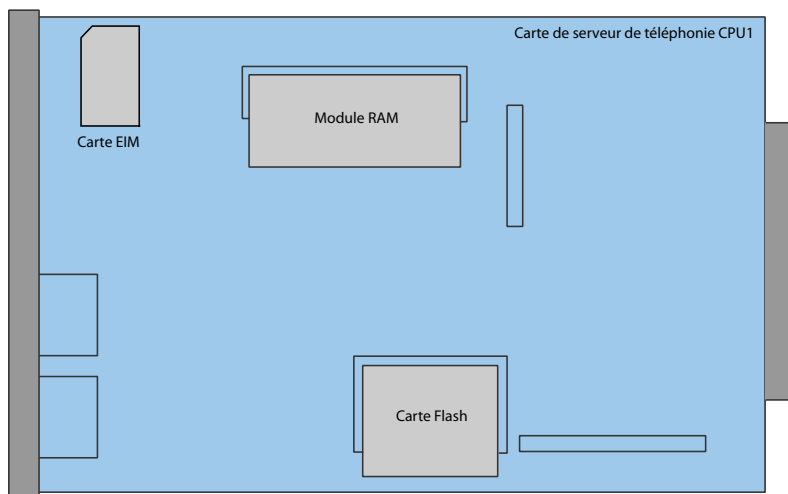 Carte de serveur de téléphonie CPU1
Module RAM
Carte EIM
Carte Flash